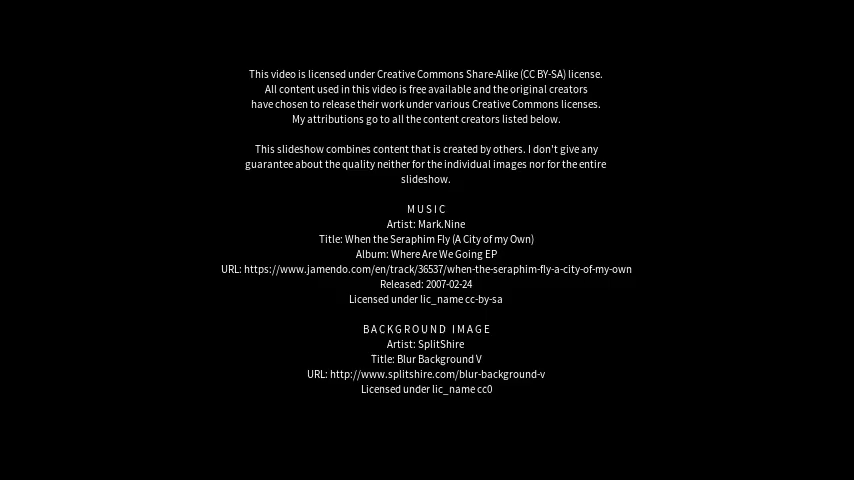 This video is licensed under Creative Commons Share-Alike (CC BY-SA) license.
All content used in this video is free available and the original creators
have chosen to release their work under various Creative Commons licenses.
My attributions go to all the content creators listed below.
This slideshow combines content that is created by others. I don't give any
guarantee about the quality neither for the individual images nor for the entire
slideshow.
M U S I C
Artist: Mark.Nine
Title: When the Seraphim Fly (A City of my Own)
Album: Where Are We Going EP
URL: https://www.jamendo.com/en/track/36537/when-the-seraphim-fly-a-city-of-my-own
Released: 2007-02-24
Licensed under lic_name cc-by-sa
B A C K G R O U N D   I M A G E
Artist: SplitShire
Title: Blur Background V
URL: http://www.splitshire.com/blur-background-v
Licensed under lic_name cc0